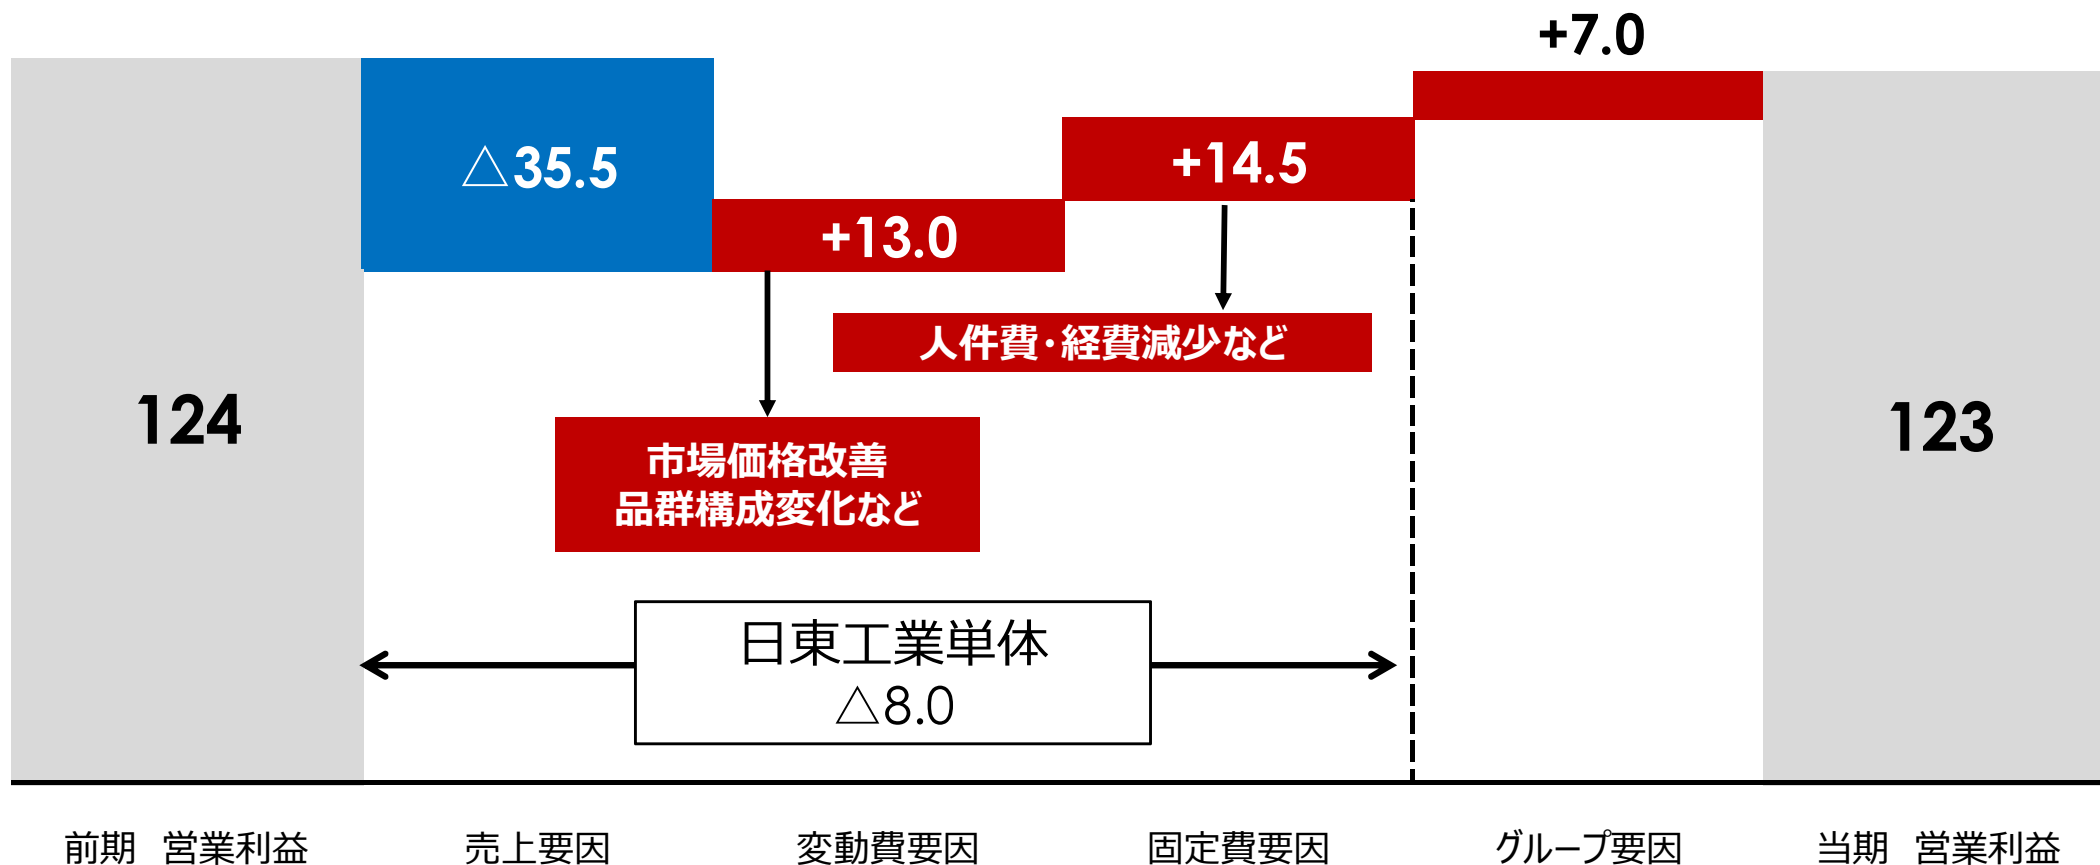 +7.0
△35.5
+14.5
+13.0
人件費・経費減少など
124
123
市場価格改善
品群構成変化など
日東工業単体
△8.0
前期 営業利益
売上要因
変動費要因
固定費要因
グループ要因
当期 営業利益